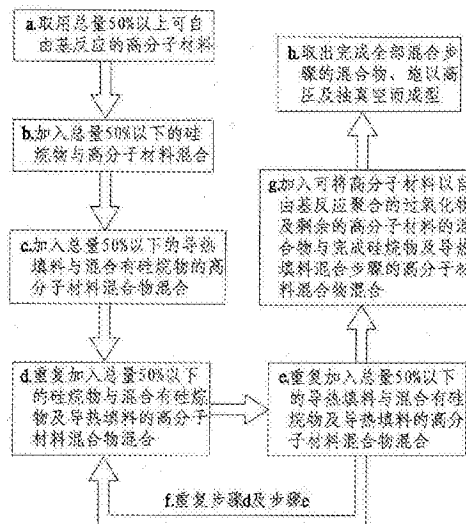 a.取用总量50%以上可自
由基反应的高分子材料
b.加入总量50%以下的硅
烷物与高分子材料混合
c.加入总量50%以下的导热
填料与混合有硅烷物的高
分子材料混合物混合
d.重复加入总量50%以下
的硅烷物与混合有硅烷
物及导热填料的高分子
材料混合物混合
e.重复加入总量50%以下
的导热填料与混合有硅
烷物及导热填料的高分
子材料混合物混合
f.重复步骤d及步骤e
g.加入可将高分子材料以自
由基反应聚合的过氧化物
及剩余的高分子材料的混
合物与完成硅烷物及导热
填料混合步骤的高分子材
料混合物混合
h.取出完成全部混合步
骤的混合物、施以高
压及抽真空而成型